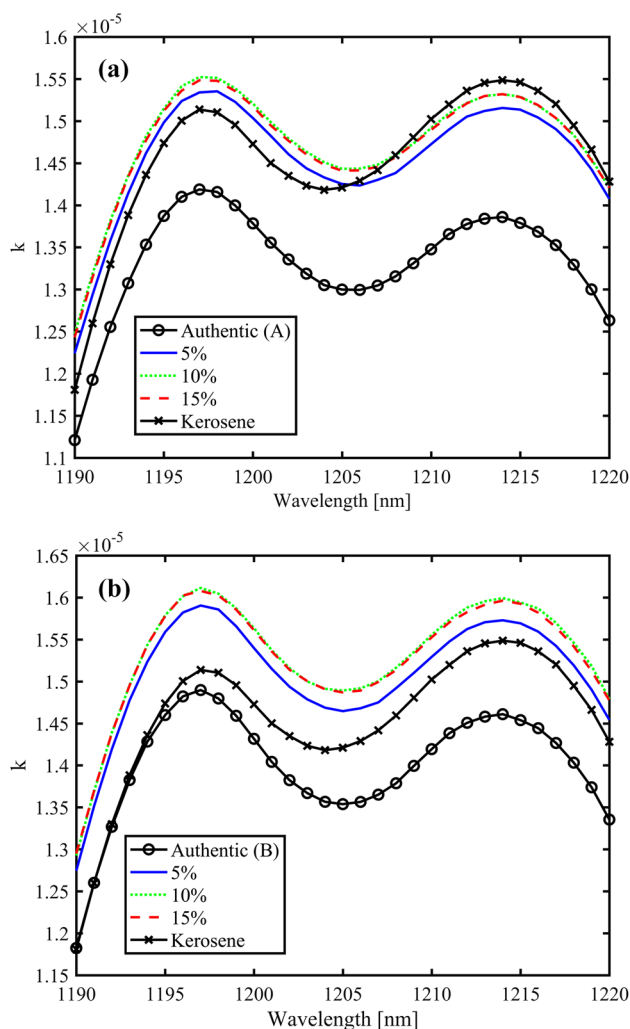 ×10⁻⁵
1.6
(a)
1.55
1.5
1.45
1.4
1.35
k
1.3
1.25
1.2
1.15
1.1
Authentic (A)
5%
10%
15%
Kerosene
1190 1195 1200 1205 1210 1215 1220
Wavelength [nm]
×10⁻⁵
1.65
(b)
1.6
1.55
1.5
1.45
1.4
k
1.35
1.3
1.25
1.2
1.15
Authentic (B)
5%
10%
15%
Kerosene
1190 1195 1200 1205 1210 1215 1220
Wavelength [nm]